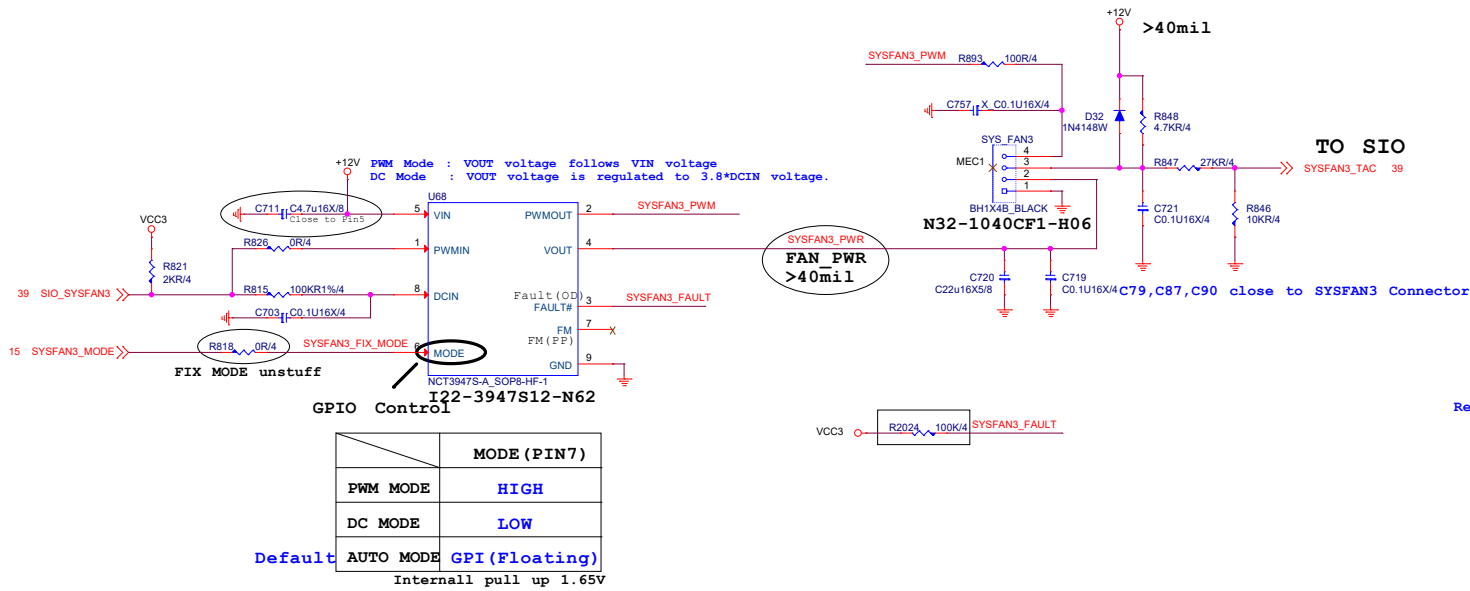 +12V
>40mil
SYSFAN3_PWM
R893
100R/4
C757
X_C0.1U16X/4
D32
1N4148W
R848
4.7KR/4
SYS_FAN3
MEC1
4
3
2
1
BH1X4B_BLACK
N32-1040CF1-H06
R847
27KR/4
TO SIO
SYSFAN3_TAC 39
C721
C0.1U16X/4
R846
10KR/4
+12V
PWM Mode : VOUT voltage follows VIN voltage
DC Mode : VOUT voltage is regulated to 3.8*DCIN voltage.
U68
C711
C4.7u16X/8
Close to Pin5
5
VIN
PWMOUT
2
SYSFAN3_PWM
VCC3
R826
0R/4
1
PWMIN
VOUT
4
SYSFAN3_PWR
FAN_PWR
>40mil
R821
2KR/4
C720
C22u16X5/8
C719
C0.1U16X/4
C79,C87,C90 close to SYSFAN3 Connector
39 SIO_SYSFAN3
R815
100KR1%/4
8
DCIN
Fault(OD)
FAULT#
3
SYSFAN3_FAULT
C703
C0.1U16X/4
FM
7
FM(PP)
15 SYSFAN3_MODE
R818
0R/4
SYSFAN3_FIX_MODE
6
MODE
GND
9
FIX MODE unstuff
NCT3947S-A_SOP8-HF-1
I22-3947S12-N62
GPIO Control
Re
VCC3
R2024
100K/4
SYSFAN3_FAULT
MODE(PIN7)
PWM MODE HIGH
DC MODE LOW
Default AUTO MODE GPI(Floating)
Internall pull up 1.65V